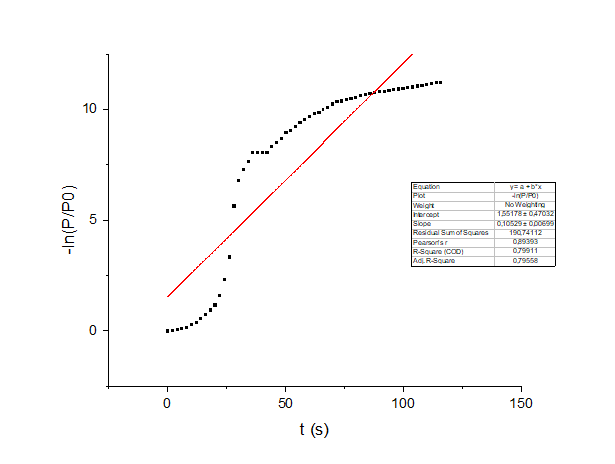 -ln(P/P0)
10
5
0
0
50
100
150
t (s)
Equation y = a + b*x
Plot -ln(P/P0)
Weight No Weighting
Intercept 1,55178 ± 0,47032
Slope 0,10529 ± 0,00699
Residual Sum of Squares 190,74112
Pearson's r 0,89393
R-Square (COD) 0,79911
Adj. R-Square 0,79558